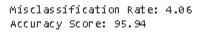 Misclassification Rate: 4.06
Accuracy Score: 95.94